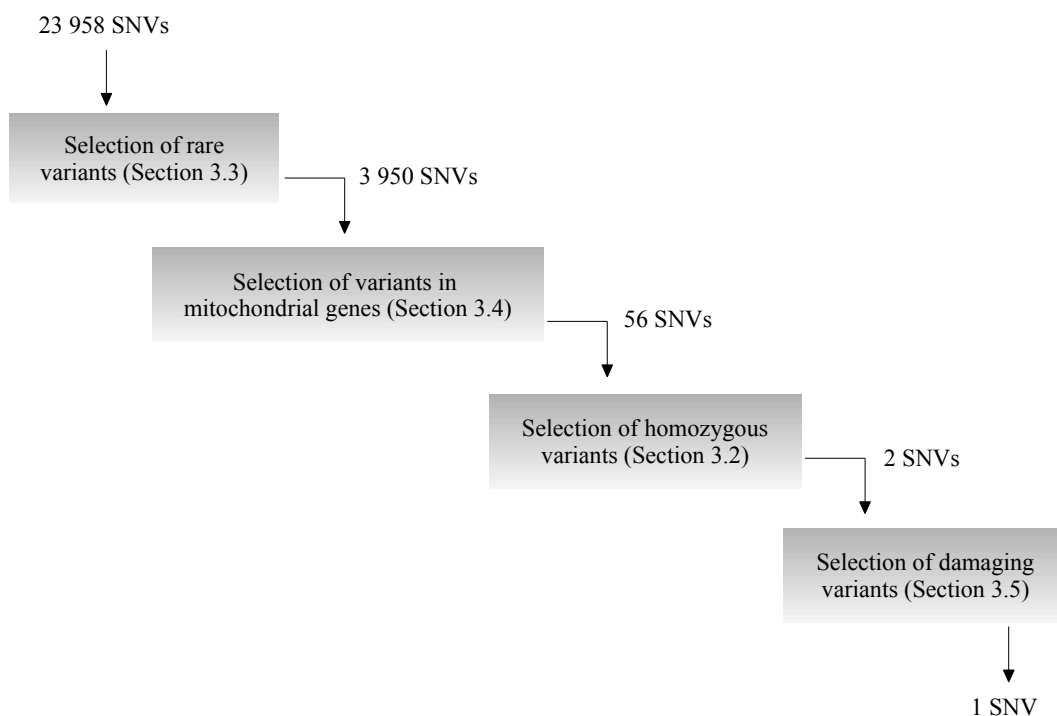 23 958 SNVs
Selection of rare
variants (Section 3.3)
3 950 SNVs
Selection of variants in
mitochondrial genes (Section 3.4)
56 SNVs
Selection of homozygous
variants (Section 3.2)
2 SNVs
Selection of damaging
variants (Section 3.5)
1 SNV